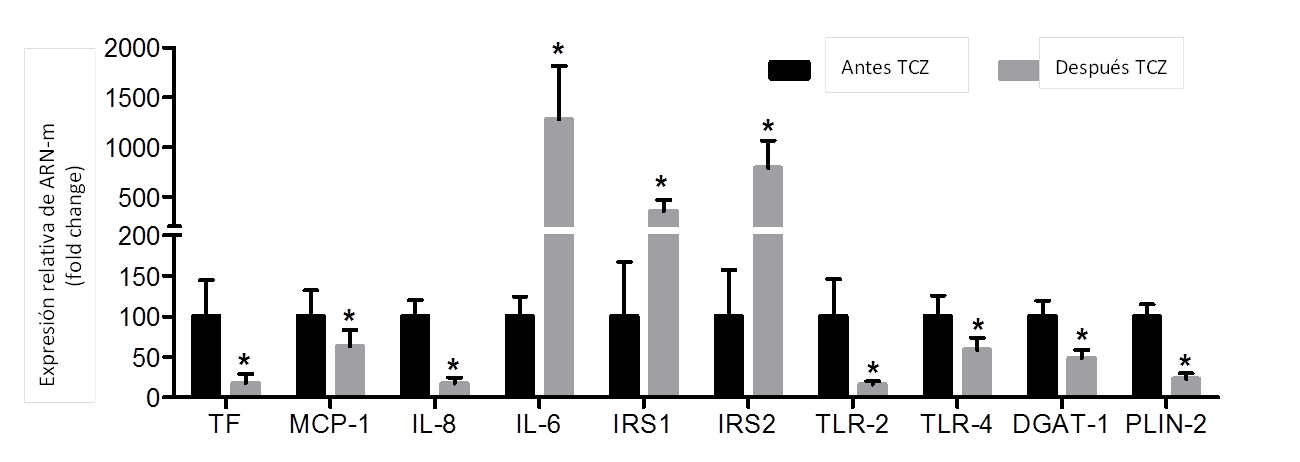 Expresión relativa de ARN-m
(fold change)
2000
1500
1000
500
200
150
100
50
0
Antes TCZ
Después TCZ
*
*
*
*
*
*
*
*
*
*
TF
MCP-1
IL-8
IL-6
IRS1
IRS2
TLR-2
TLR-4
DGAT-1
PLIN-2